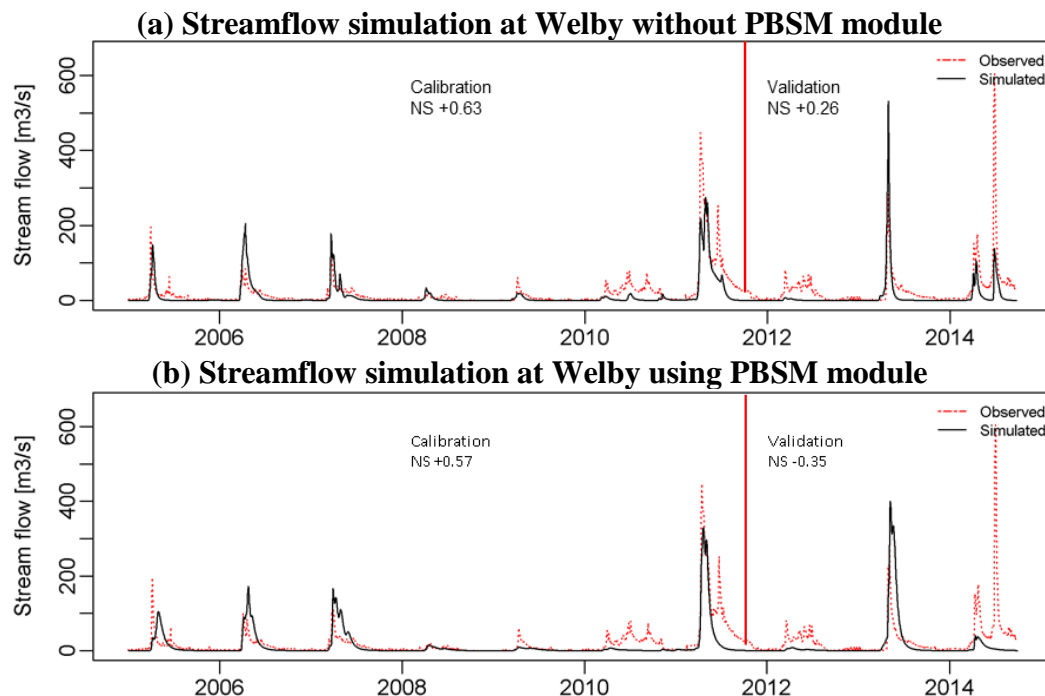 (a) Streamflow simulation at Welby without PBSM module
Stream flow [m3/s]
600
400
200
0
Calibration
NS +0.63
Validation
NS +0.26
Observed
Simulated
2006
2008
2010
2012
2014
(b) Streamflow simulation at Welby using PBSM module
Stream flow [m3/s]
600
400
200
0
Calibration
NS +0.57
Validation
NS -0.35
Observed
Simulated
2006
2008
2010
2012
2014